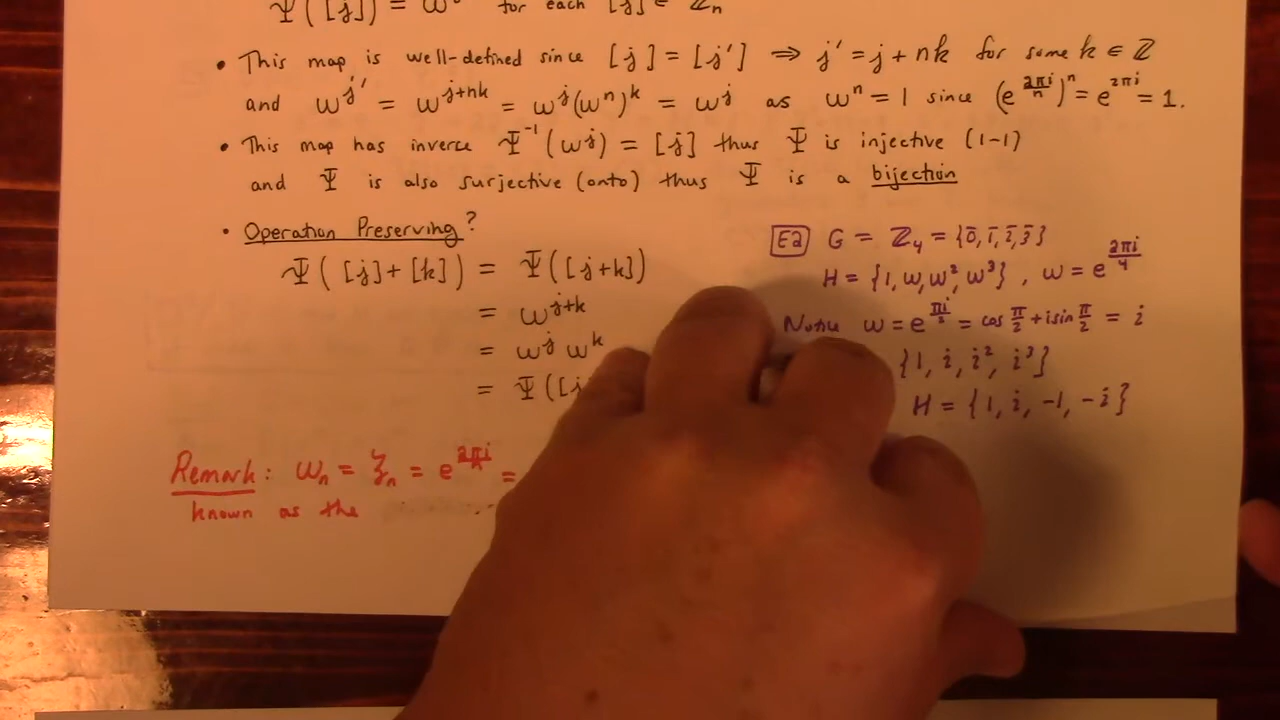 Ψ([j]) = ω for each [j] ∈ ℤn
• This map is well-defined since [j] = [j'] ⇒ j' = j + nk for some k ∈ ℤ
and ω^j' = ω^(j+nk) = ω^j(ω^n)^k = ω^j as ω^n = 1 since (e^(2πi/n))^n = e^(2πi) = 1.
• This map has inverse Ψ⁻¹(ω^j) = [j] thus Ψ is injective (1-1)
and Ψ is also surjective (onto) thus Ψ is a bijection
• Operation Preserving?
Ψ([j]+[k]) = Ψ([j+k])
= ω^(j+k)
= ω^j ω^k
= Ψ([j
E2 G = ℤ₄ = {0̄, 1̄, 2̄, 3̄}
H = {1, ω, ω², ω³}, ω = e^(2πi/4)
Notice ω = e^(πi/2) = cos π/2 + i sin π/2 = i
{1, i, i², i³}
H = {1, i, -1, -i}
Remark: ωn = ζn = e^(2πi/n) =
known as the